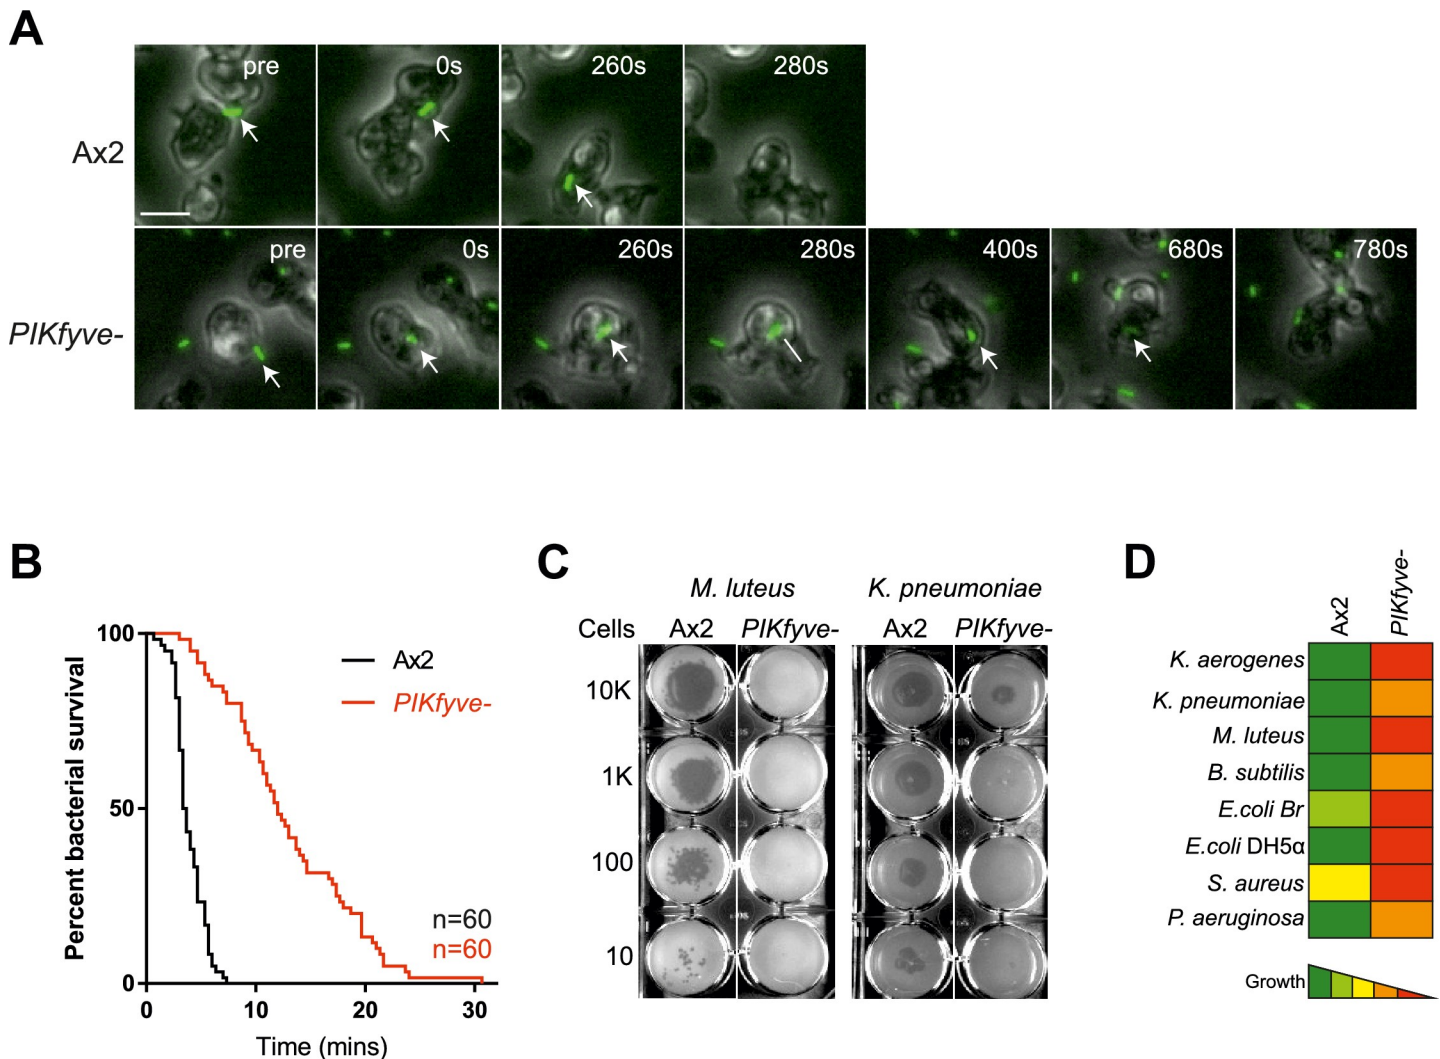 A
pre
0s
260s
280s
Ax2
pre
0s
260s
280s
400s
680s
780s
PIKfyve-
B
Percent bacterial survival
100
50
0
0
10
20
30
Time (mins)
Ax2
PIKfyve-
n=60
n=60
C
M. luteus
K. pneumoniae
Cells
Ax2
PIKfyve-
Ax2
PIKfyve-
10K
1K
100
10
D
Ax2
PIKfyve-
K. aerogenes
K. pneumoniae
M. luteus
B. subtilis
E.coli Br
E.coli DH5α
S. aureus
P. aeruginosa
Growth